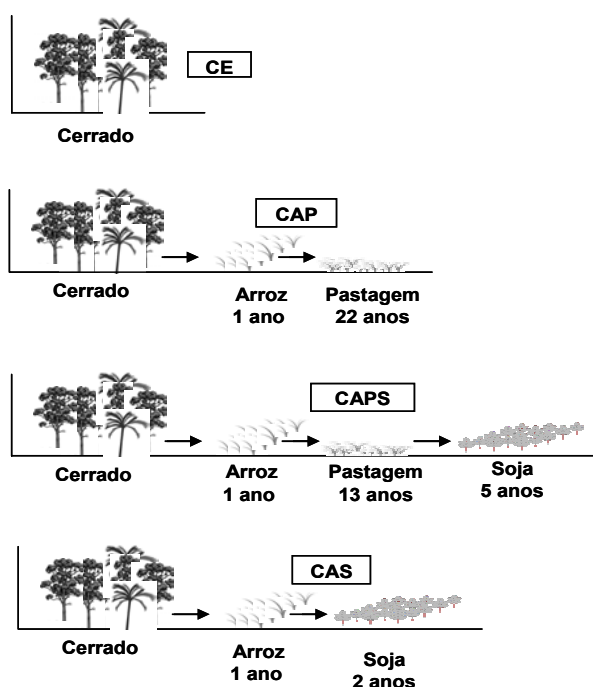 CE
Cerrado
CAP
Cerrado
Arroz
1 ano
Pastagem
22 anos
CAPS
Cerrado
Arroz
1 ano
Pastagem
13 anos
Soja
5 anos
CAS
Cerrado
Arroz
1 ano
Soja
2 anos